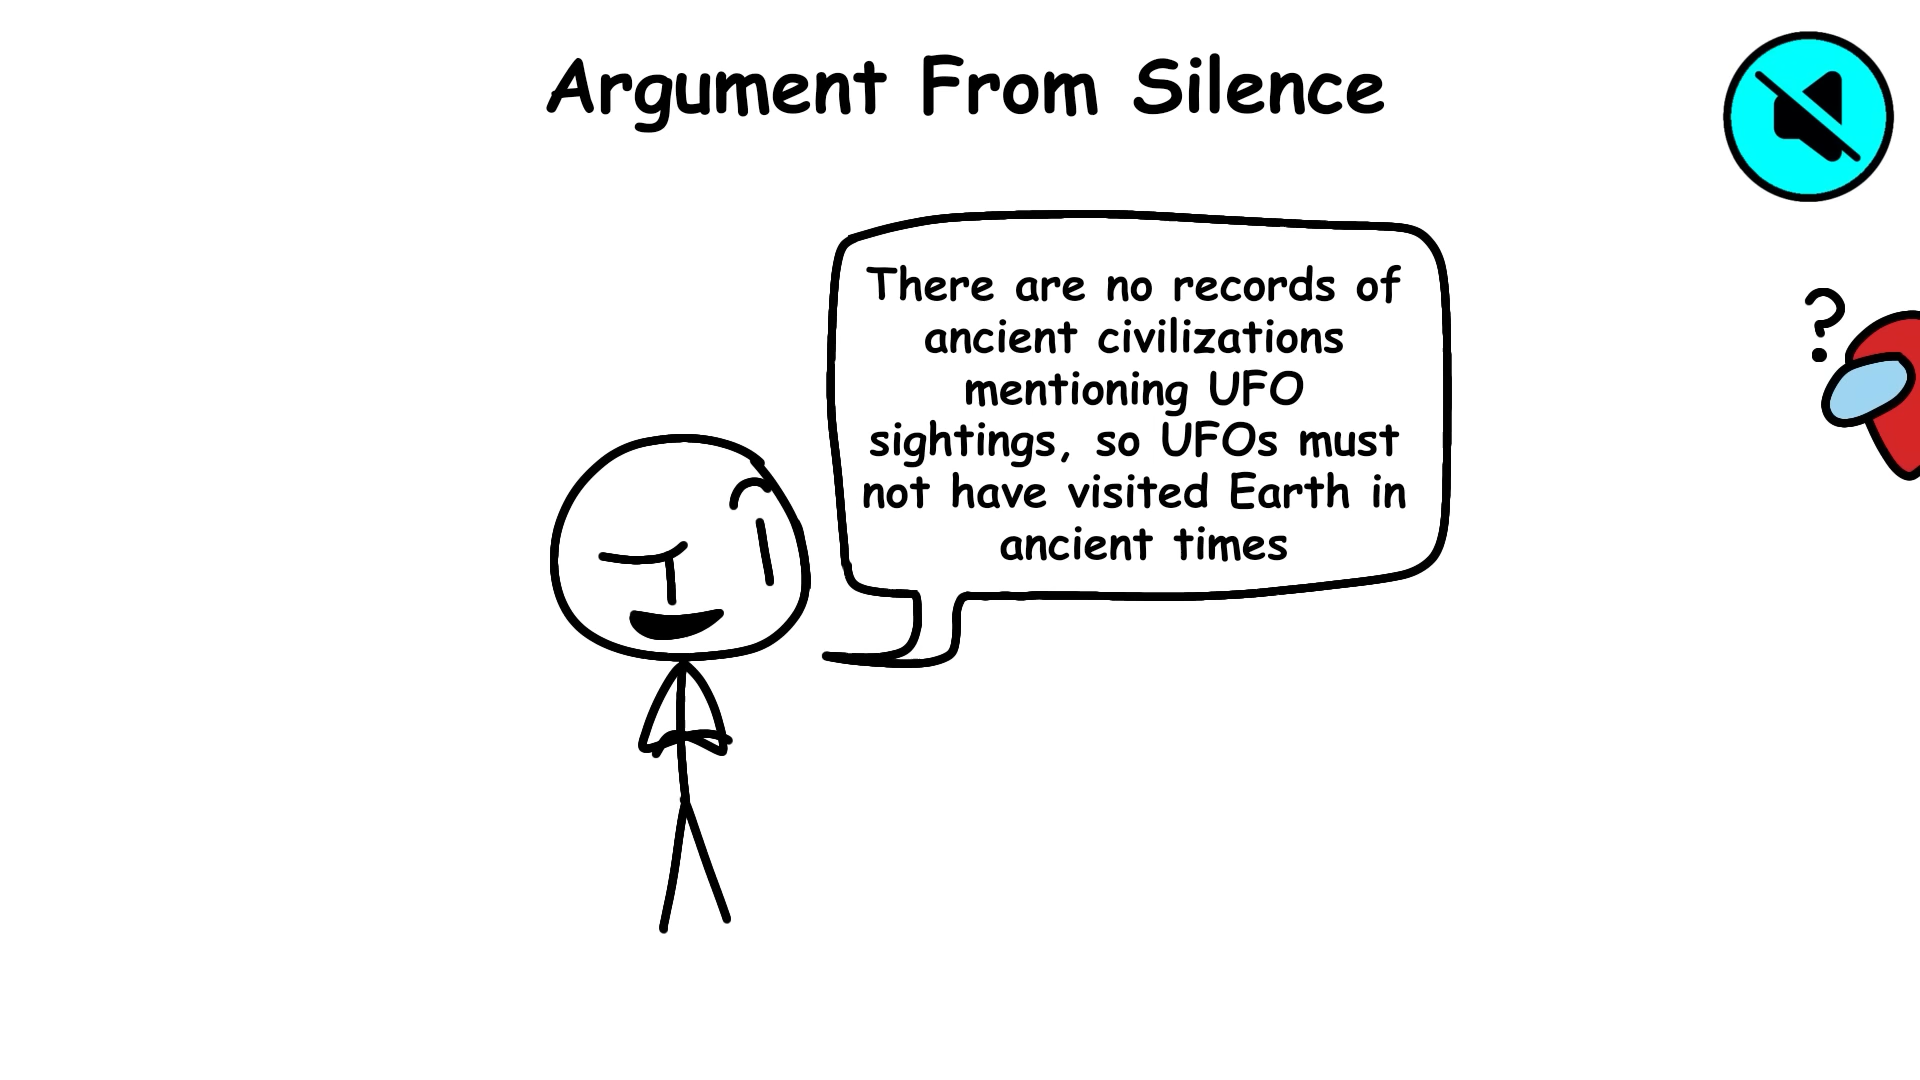 Argument From Silence
There are no records of
ancient civilizations
mentioning UFO
sightings, so UFOs must
not have visited Earth in
ancient times
?